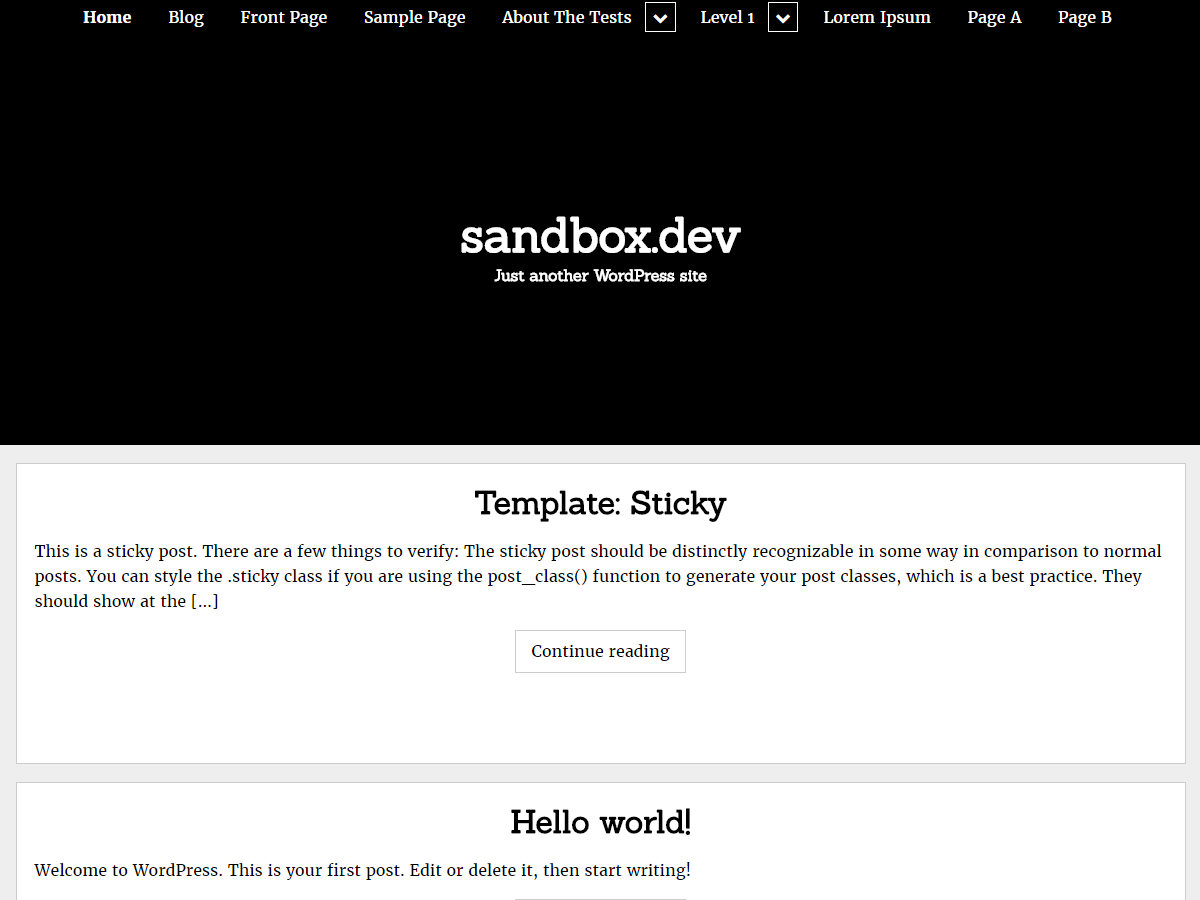 Home Blog Front Page Sample Page About The Tests Level 1 Lorem Ipsum Page A Page B
sandbox.dev
Just another WordPress site
Template: Sticky
This is a sticky post. There are a few things to verify: The sticky post should be distinctly recognizable in some way in comparison to normal
posts. You can style the .sticky class if you are using the post_class() function to generate your post classes, which is a best practice. They
should show at the […]
Continue reading
Hello world!
Welcome to WordPress. This is your first post. Edit or delete it, then start writing!